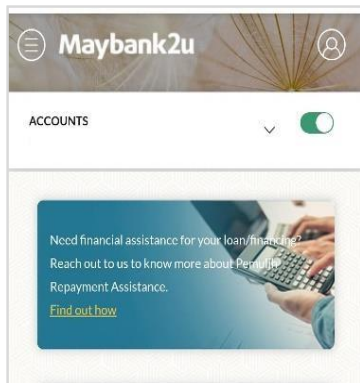 Maybank2u
ACCOUNTS
Need financial assistance for your loan/financing?
Reach out to us to know more about Pemulih
Repayment Assistance.
Find out how